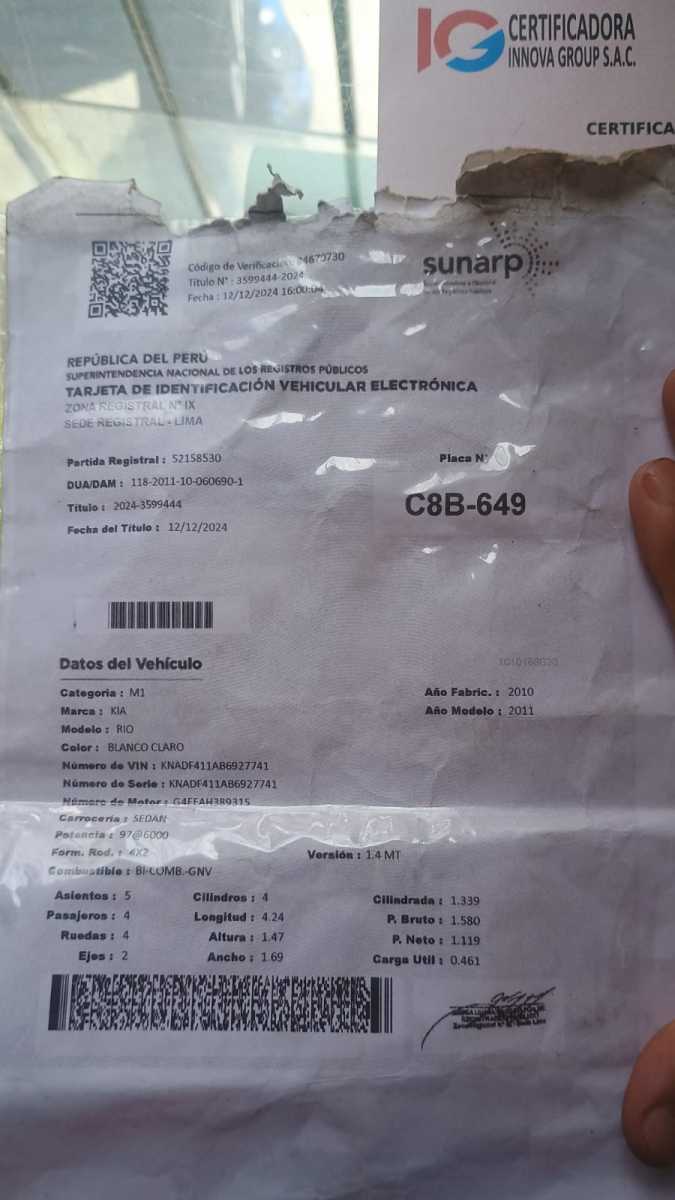 IG CERTIFICADORA
INNOVA GROUP S.A.C.
CERTIFICA
Código de Verificación
Título N° : 3599444-2024
Fecha : 12/12/2024 16:00:04
sunarp
REPÚBLICA DEL PERÚ
SUPERINTENDENCIA NACIONAL DE LOS REGISTROS PÚBLICOS
TARJETA DE IDENTIFICACIÓN VEHICULAR ELECTRÓNICA
ZONA REGISTRAL N° IX
SEDE REGISTRAL - LIMA
Partida Registral : 52158530
Placa N°
DUA/DAM : 118-2011-10-060690-1
C8B-649
Título : 2024-3599444
Fecha del Título : 12/12/2024
Datos del Vehículo
Categoria : M1
Año Fabric. : 2010
Marca : KIA
Año Modelo : 2011
Modelo : RIO
Color : BLANCO CLARO
Número de VIN : KNADF411AB6927741
Número de Serie : KNADF411AB6927741
Número de Motor : G4EEAH389315
Carrocería : SEDAN
Potencia : 97@6000
Form. Rod. : 4X2
Versión : 1.4 MT
Combustible : BI-COMB.-GNV
Asientos : 5 Cilindros : 4 Cilindrada : 1.339
Pasajeros : 4 Longitud : 4.24 P. Bruto : 1.580
Ruedas : 4 Altura : 1.47 P. Neto : 1.119
Ejes : 2 Ancho : 1.69 Carga Util : 0.461